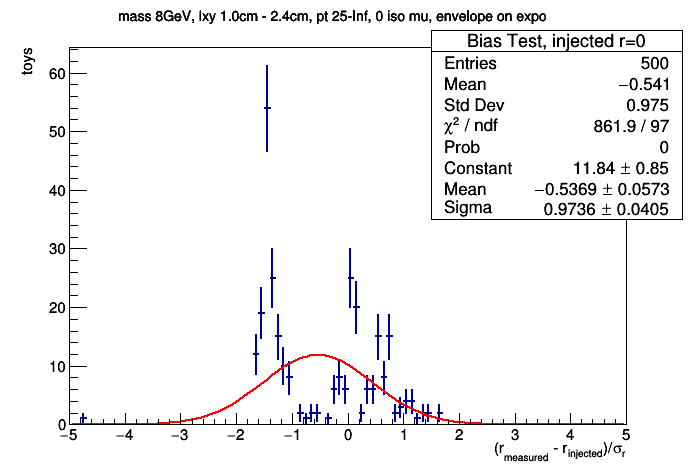 mass 8GeV, lxy 1.0cm - 2.4cm, pt 25-Inf, 0 iso mu, envelope on expo
Bias Test, injected r=0
Entries 500
Mean −0.541
Std Dev 0.975
χ² / ndf 861.9 / 97
Prob 0
Constant 11.84 ± 0.85
Mean −0.5369 ± 0.0573
Sigma 0.9736 ± 0.0405
toys
60
50
40
30
20
10
0
−5 −4 −3 −2 −1 0 1 2 3 4 5
(r_measured - r_injected)/σ_r